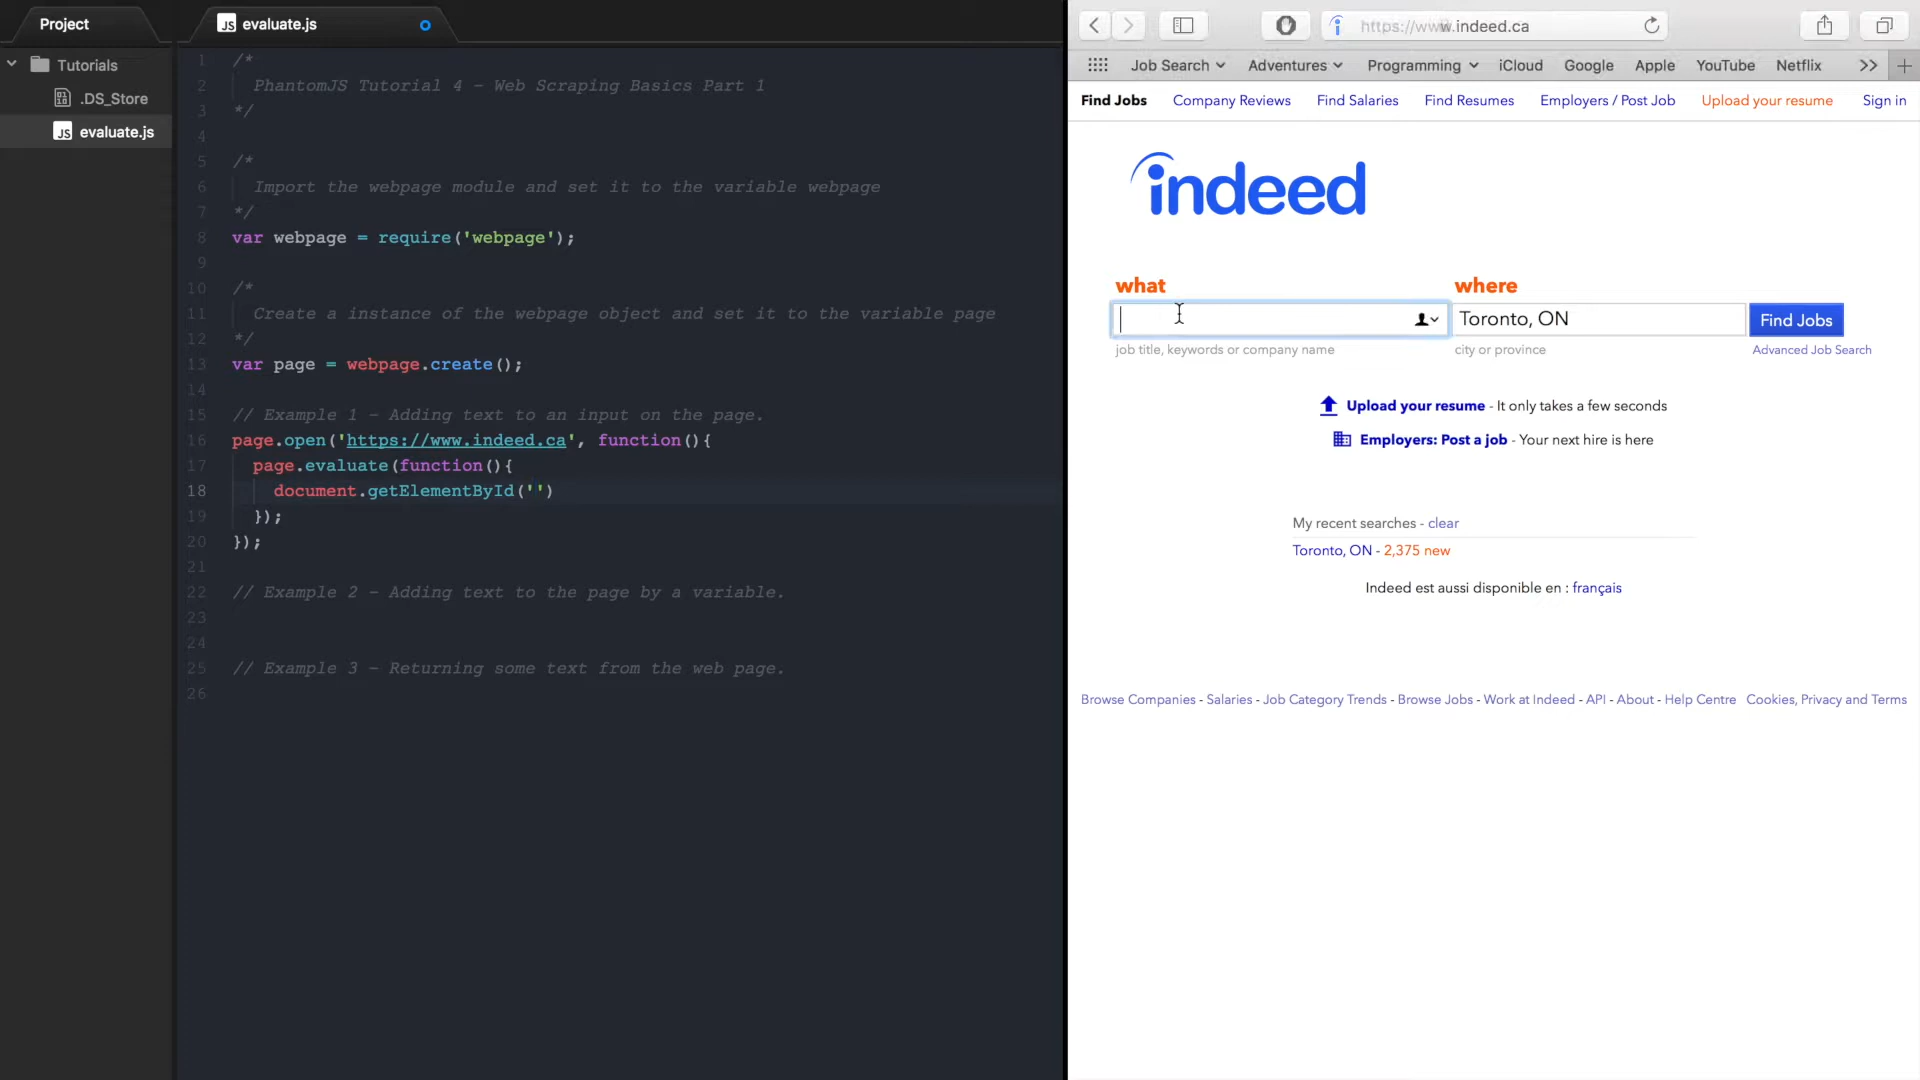 Project
Tutorials
.DS_Store
JS evaluate.js
JS evaluate.js
1 /*
2 PhantomJS Tutorial 4 - Web Scraping Basics Part 1
3 */
4
5 /*
6 Import the webpage module and set it to the variable webpage
7 */
8 var webpage = require('webpage');
9
10 /*
11 Create a instance of the webpage object and set it to the variable page
12 */
13 var page = webpage.create();
14
15 // Example 1 - Adding text to an input on the page.
16 page.open('https://www.indeed.ca', function(){
17 page.evaluate(function(){
18 document.getElementById('')
19 });
20 });
21
22 // Example 2 - Adding text to the page by a variable.
23
24
25 // Example 3 - Returning some text from the web page.
26
https://www.indeed.ca
Job Search Adventures Programming iCloud Google Apple YouTube Netflix >>
Find Jobs Company Reviews Find Salaries Find Resumes Employers / Post Job Upload your resume Sign in
indeed
what where
Toronto, ON Find Jobs
job title, keywords or company name city or province Advanced Job Search
Upload your resume - It only takes a few seconds
Employers: Post a job - Your next hire is here
My recent searches - clear
Toronto, ON - 2,375 new
Indeed est aussi disponible en : français
Browse Companies - Salaries - Job Category Trends - Browse Jobs - Work at Indeed - API - About - Help Centre Cookies, Privacy and Terms